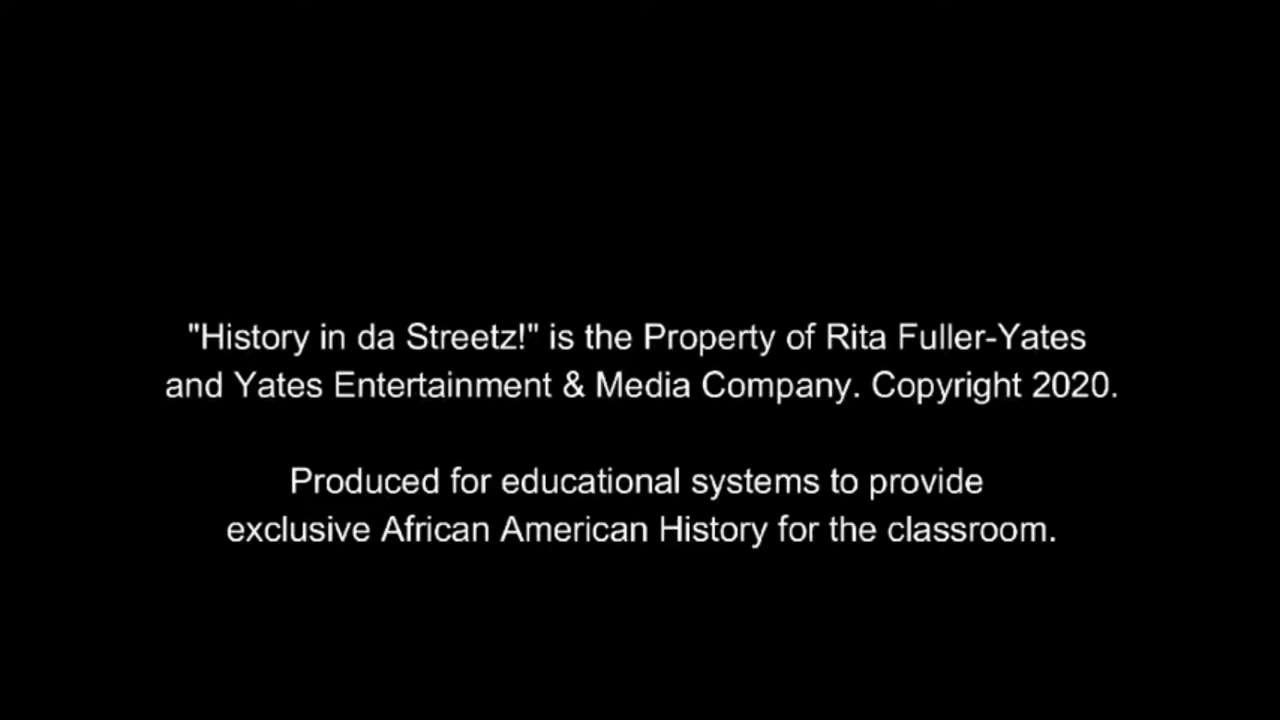 "History in da Streetz!" is the Property of Rita Fuller-Yates
and Yates Entertainment & Media Company. Copyright 2020.
Produced for educational systems to provide
exclusive African American History for the classroom.